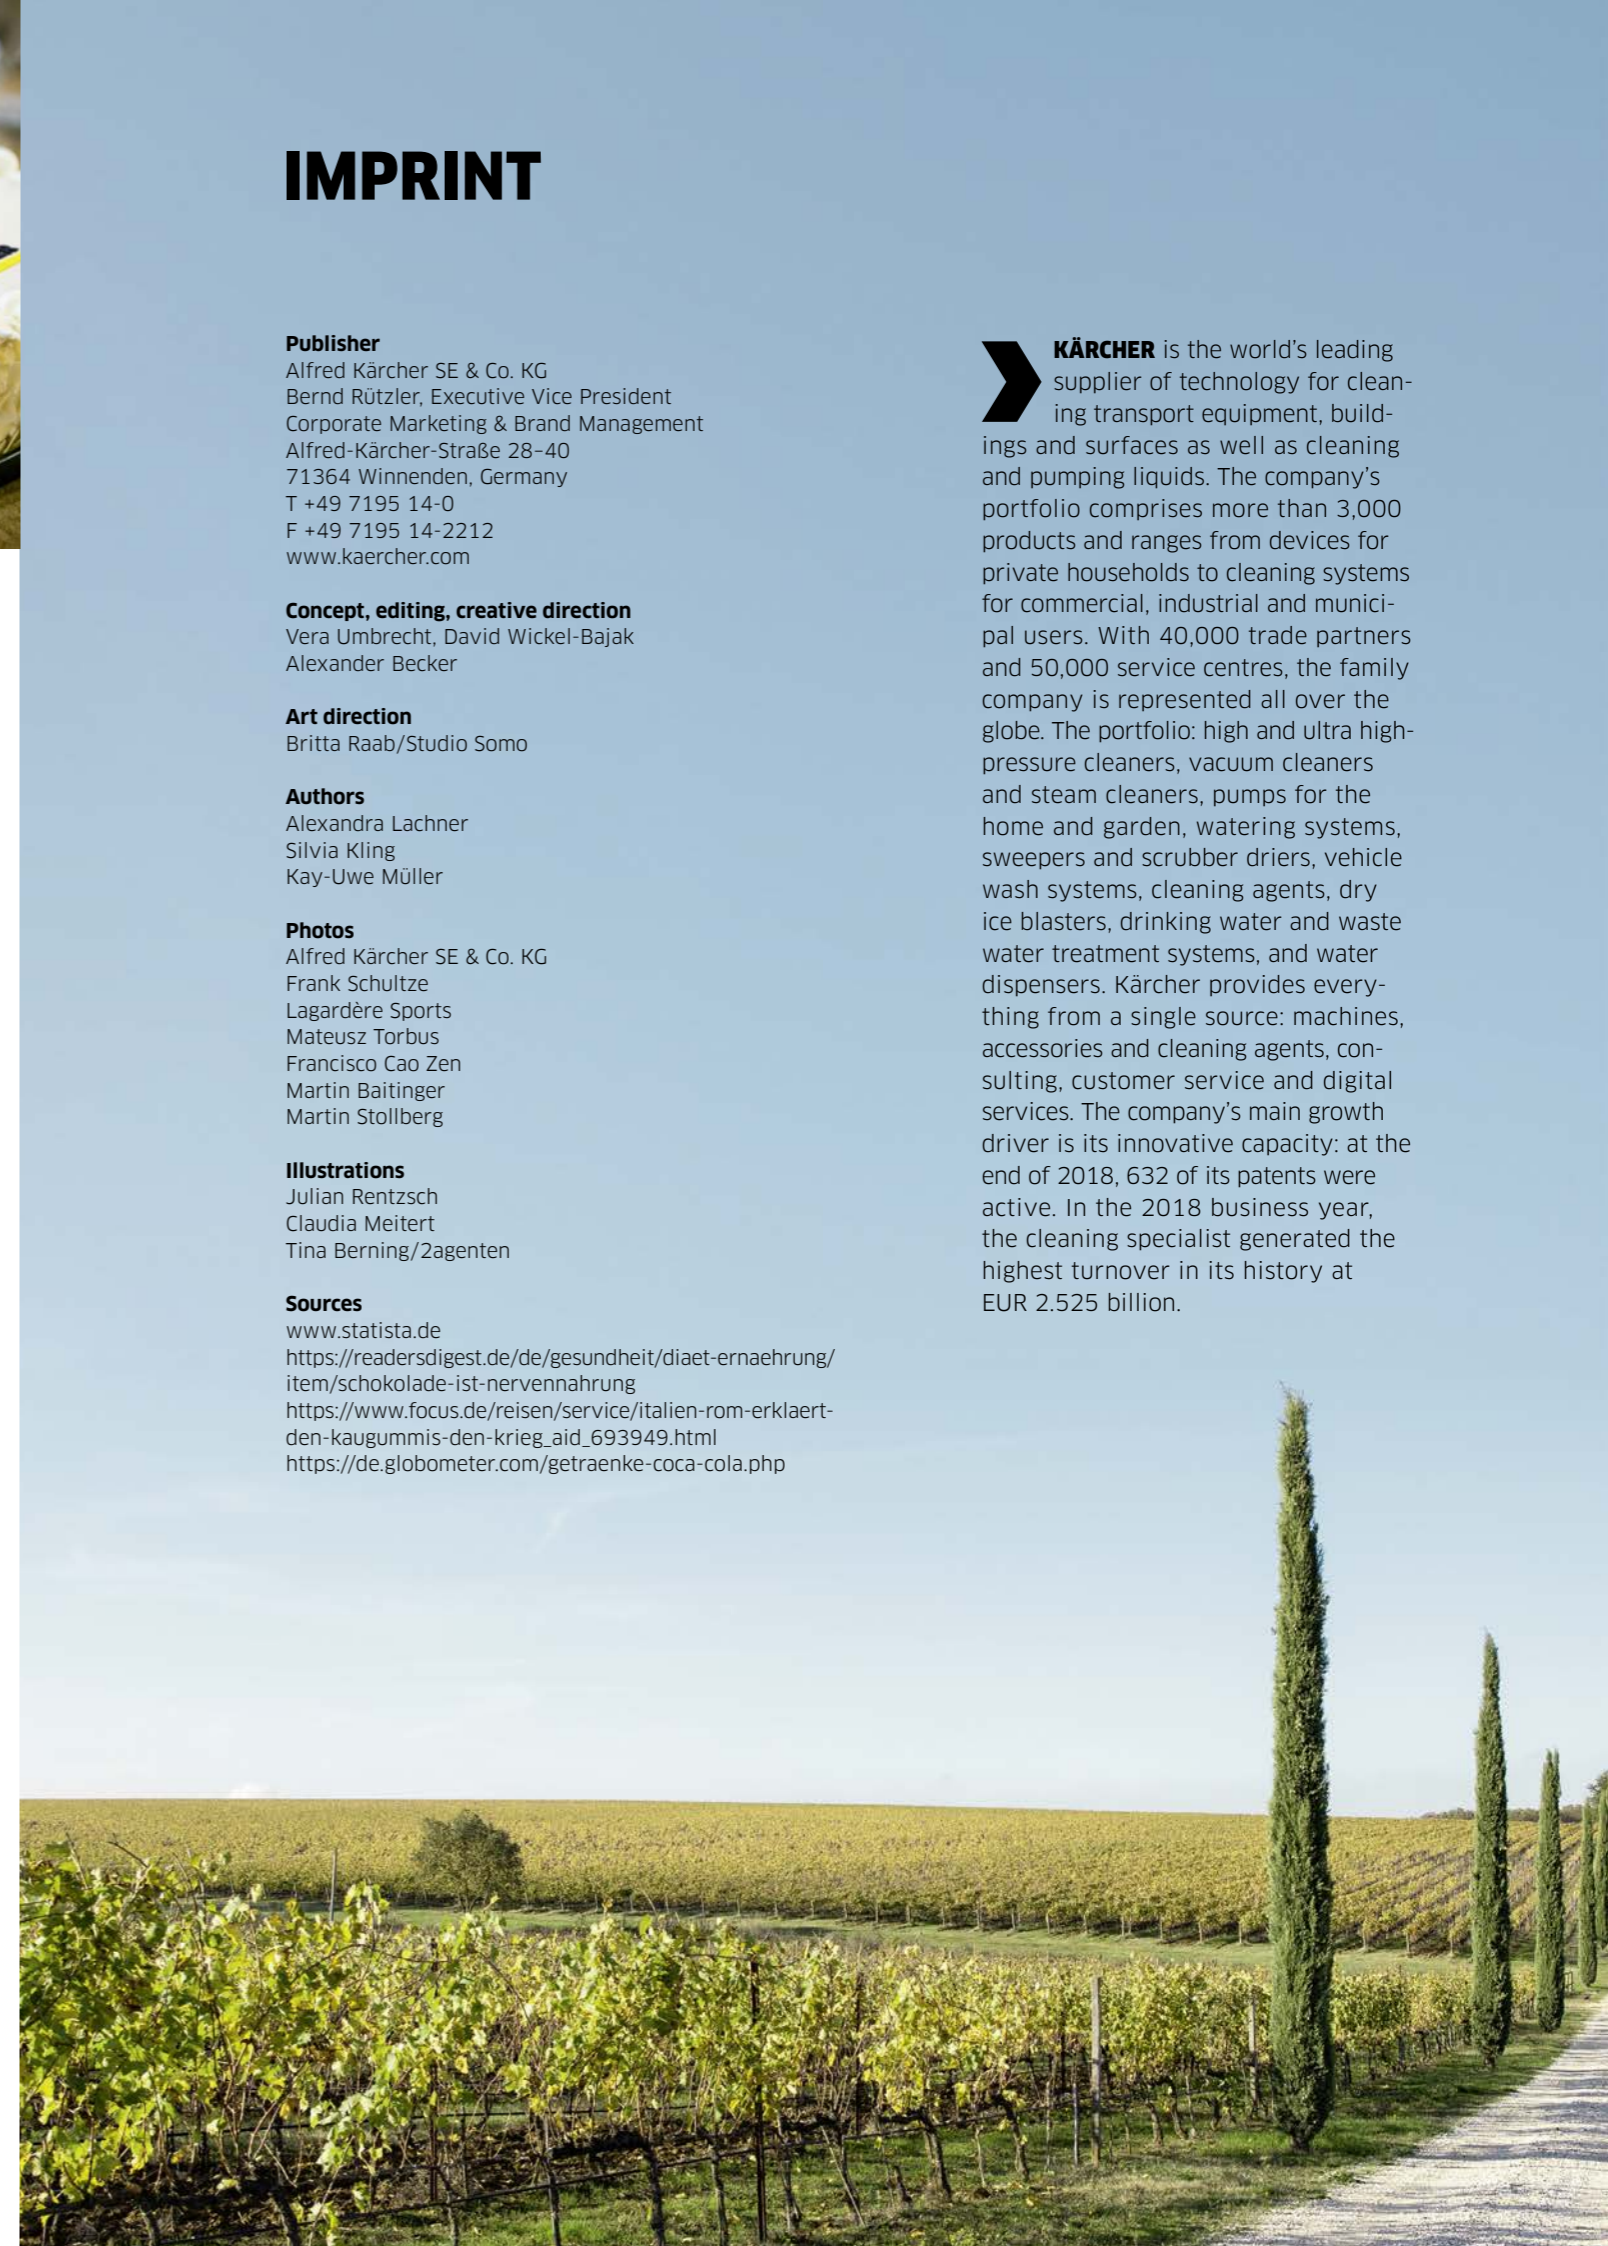 IMPRINT
Publisher
Alfred Kärcher SE & Co. KG
Bernd Rützler, Executive Vice President
Corporate Marketing & Brand Management
Alfred-Kärcher-Straße 28–40
71364 Winnenden, Germany
T +49 7195 14-0
F +49 7195 14-2212
www.kaercher.com
Concept, editing, creative direction
Vera Umbrecht, David Wickel-Bajak
Alexander Becker
Art direction
Britta Raab/Studio Somo
Authors
Alexandra Lachner
Silvia Kling
Kay-Uwe Müller
Photos
Alfred Kärcher SE & Co. KG
Frank Schultze
Lagardère Sports
Mateusz Torbus
Francisco Cao Zen
Martin Baitinger
Martin Stollberg
Illustrations
Julian Rentzsch
Claudia Meitert
Tina Berning/2agenten
Sources
www.statista.de
https://readersdigest.de/de/gesundheit/diaet-ernaehrung/
item/schokolade-ist-nervennahrung
https://www.focus.de/reisen/service/italien-rom-erklaert-
den-kaugummis-den-krieg_aid_693949.html
https://de.globometer.com/getraenke-coca-cola.php
KÄRCHER is the world’s leading
supplier of technology for clean-
ing transport equipment, build-
ings and surfaces as well as cleaning
and pumping liquids. The company’s
portfolio comprises more than 3,000
products and ranges from devices for
private households to cleaning systems
for commercial, industrial and munici-
pal users. With 40,000 trade partners
and 50,000 service centres, the family
company is represented all over the
globe. The portfolio: high and ultra high-
pressure cleaners, vacuum cleaners
and steam cleaners, pumps for the
home and garden, watering systems,
sweepers and scrubber driers, vehicle
wash systems, cleaning agents, dry
ice blasters, drinking water and waste
water treatment systems, and water
dispensers. Kärcher provides every-
thing from a single source: machines,
accessories and cleaning agents, con-
sulting, customer service and digital
services. The company’s main growth
driver is its innovative capacity: at the
end of 2018, 632 of its patents were
active. In the 2018 business year,
the cleaning specialist generated the
highest turnover in its history at
EUR 2.525 billion.